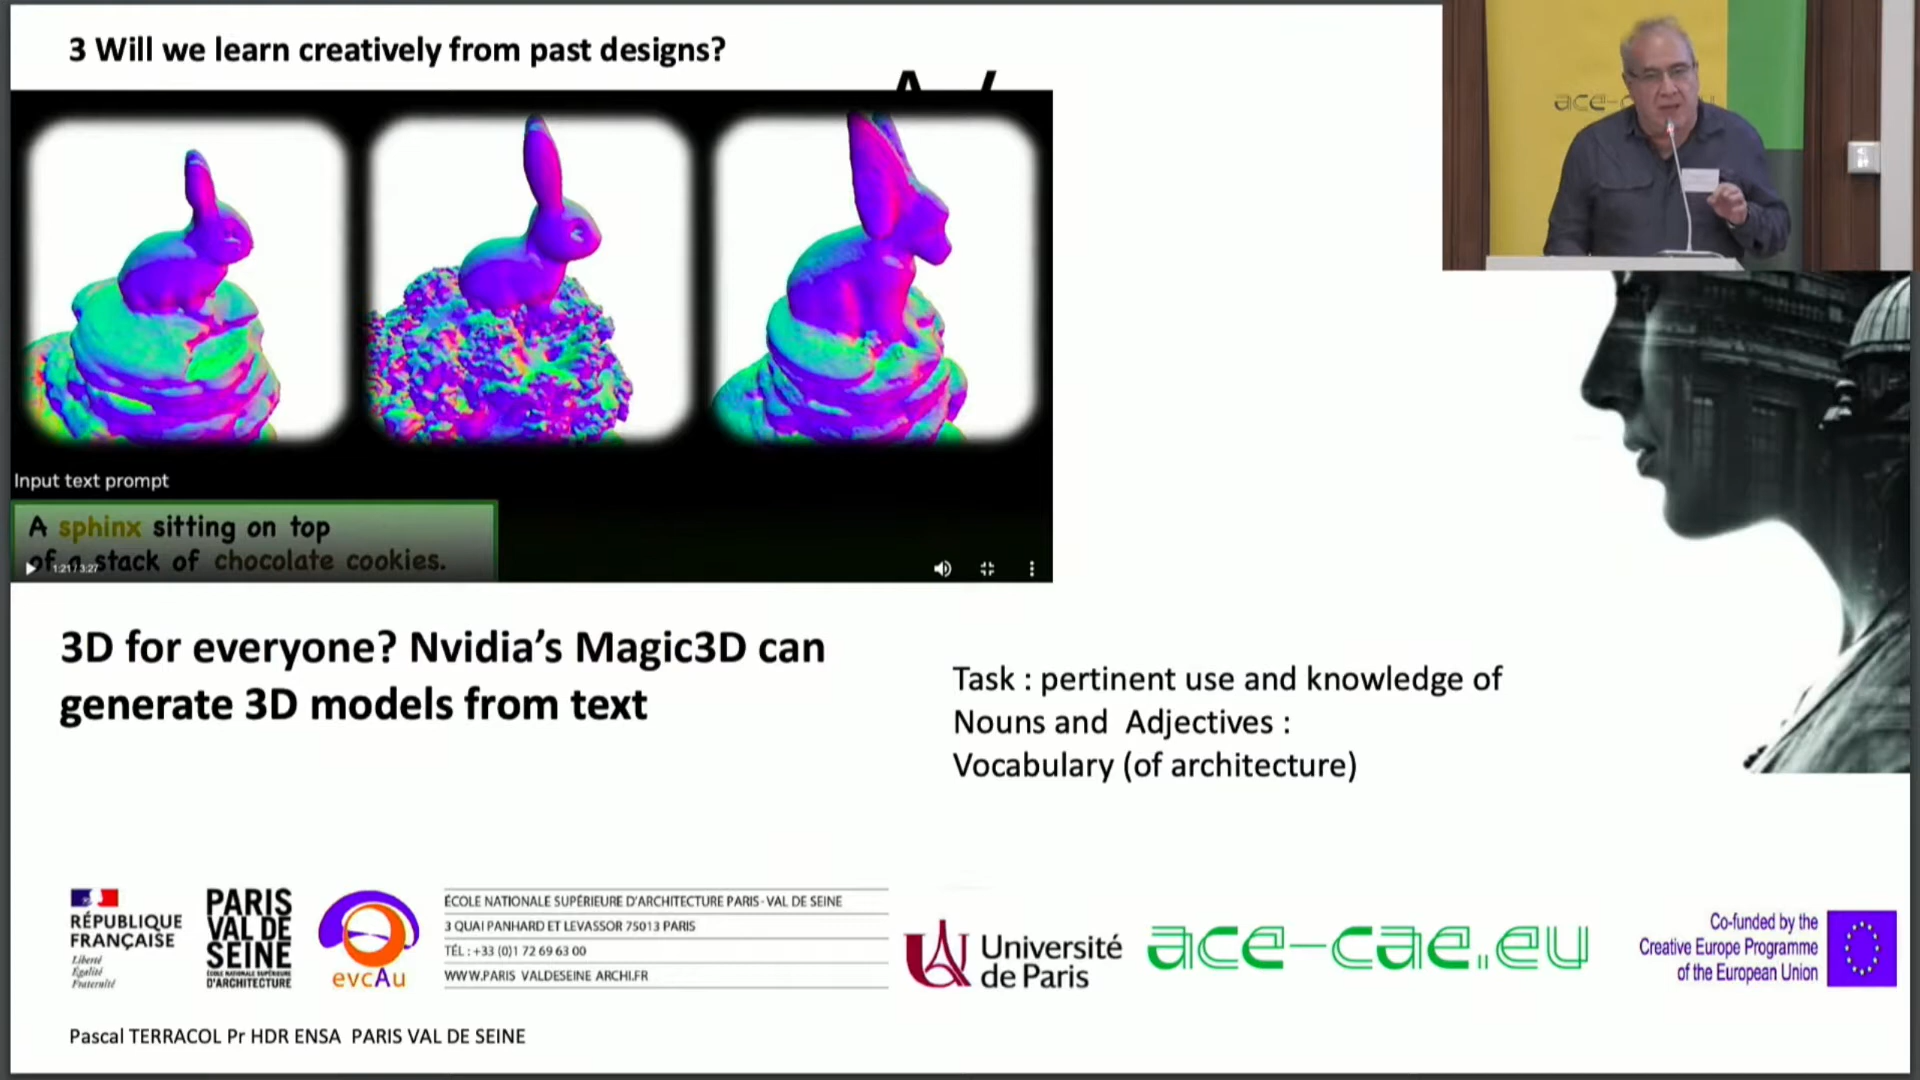 3 Will we learn creatively from past designs?
ace-c
Input text prompt
A sphinx sitting on top
of a stack of chocolate cookies.
1:21 / 3:27
3D for everyone? Nvidia's Magic3D can
generate 3D models from text
Task : pertinent use and knowledge of
Nouns and Adjectives :
Vocabulary (of architecture)
RÉPUBLIQUE
FRANÇAISE
Liberté
Égalité
Fraternité
PARIS
VAL DE
SEINE
ÉCOLE NATIONALE SUPÉRIEURE
D'ARCHITECTURE
evcAu
ÉCOLE NATIONALE SUPÉRIEURE D'ARCHITECTURE PARIS - VAL DE SEINE
3 QUAI PANHARD ET LEVASSOR 75013 PARIS
TÉL : +33 (0)1 72 69 63 00
WWW.PARIS VALDESEINE ARCHI.FR
Université
de Paris
ace-cae.eu
Co-funded by the
Creative Europe Programme
of the European Union
Pascal TERRACOL Pr HDR ENSA PARIS VAL DE SEINE